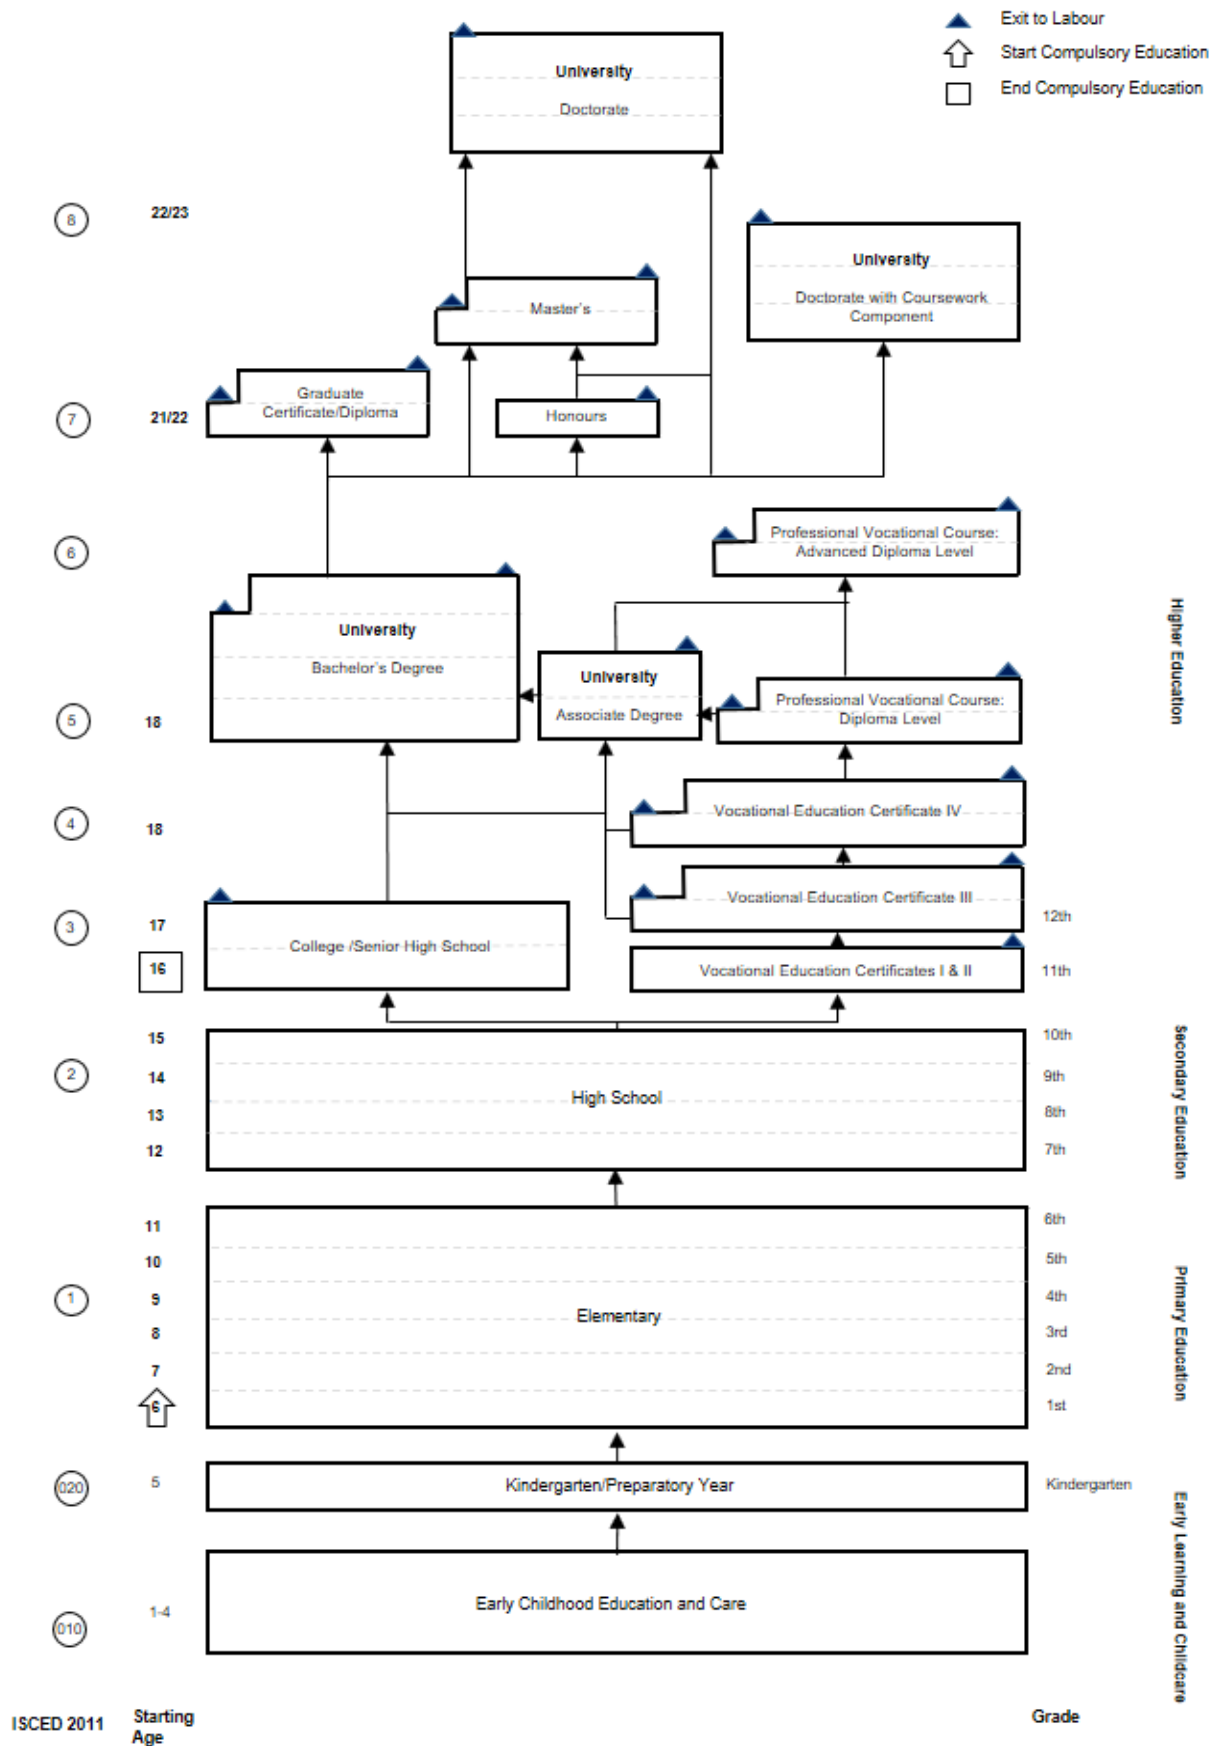 Exit to Labour
Start Compulsory Education
End Compulsory Education
University
Doctorate
8
22/23
University
Doctorate with Coursework
Component
Master's
Graduate
Certificate/Diploma
7
21/22
Honours
6
Professional Vocational Course:
Advanced Diploma Level
University
Bachelor's Degree
University
Associate Degree
Professional Vocational Course:
Diploma Level
Higher Education
5
18
4
18
Vocational Education Certificate IV
Vocational Education Certificate III
12th
3
17
16
College /Senior High School
Vocational Education Certificates I & II
11th
15
10th
2
14
9th
High School
13
8th
12
7th
Secondary Education
11
6th
10
5th
1
9
4th
Elementary
8
3rd
7
2nd
6
1st
Primary Education
020
5
Kindergarten/Preparatory Year
Kindergarten
Early Childhood Education and Care
1-4
010
Early Learning and Childcare
ISCED 2011
Starting
Age
Grade